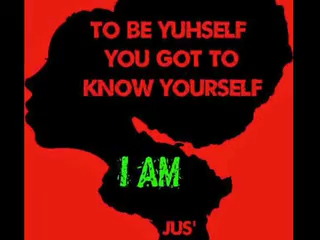 TO BE YUHSELF
YOU GOT TO
KNOW YOURSELF
I AM
JUS'